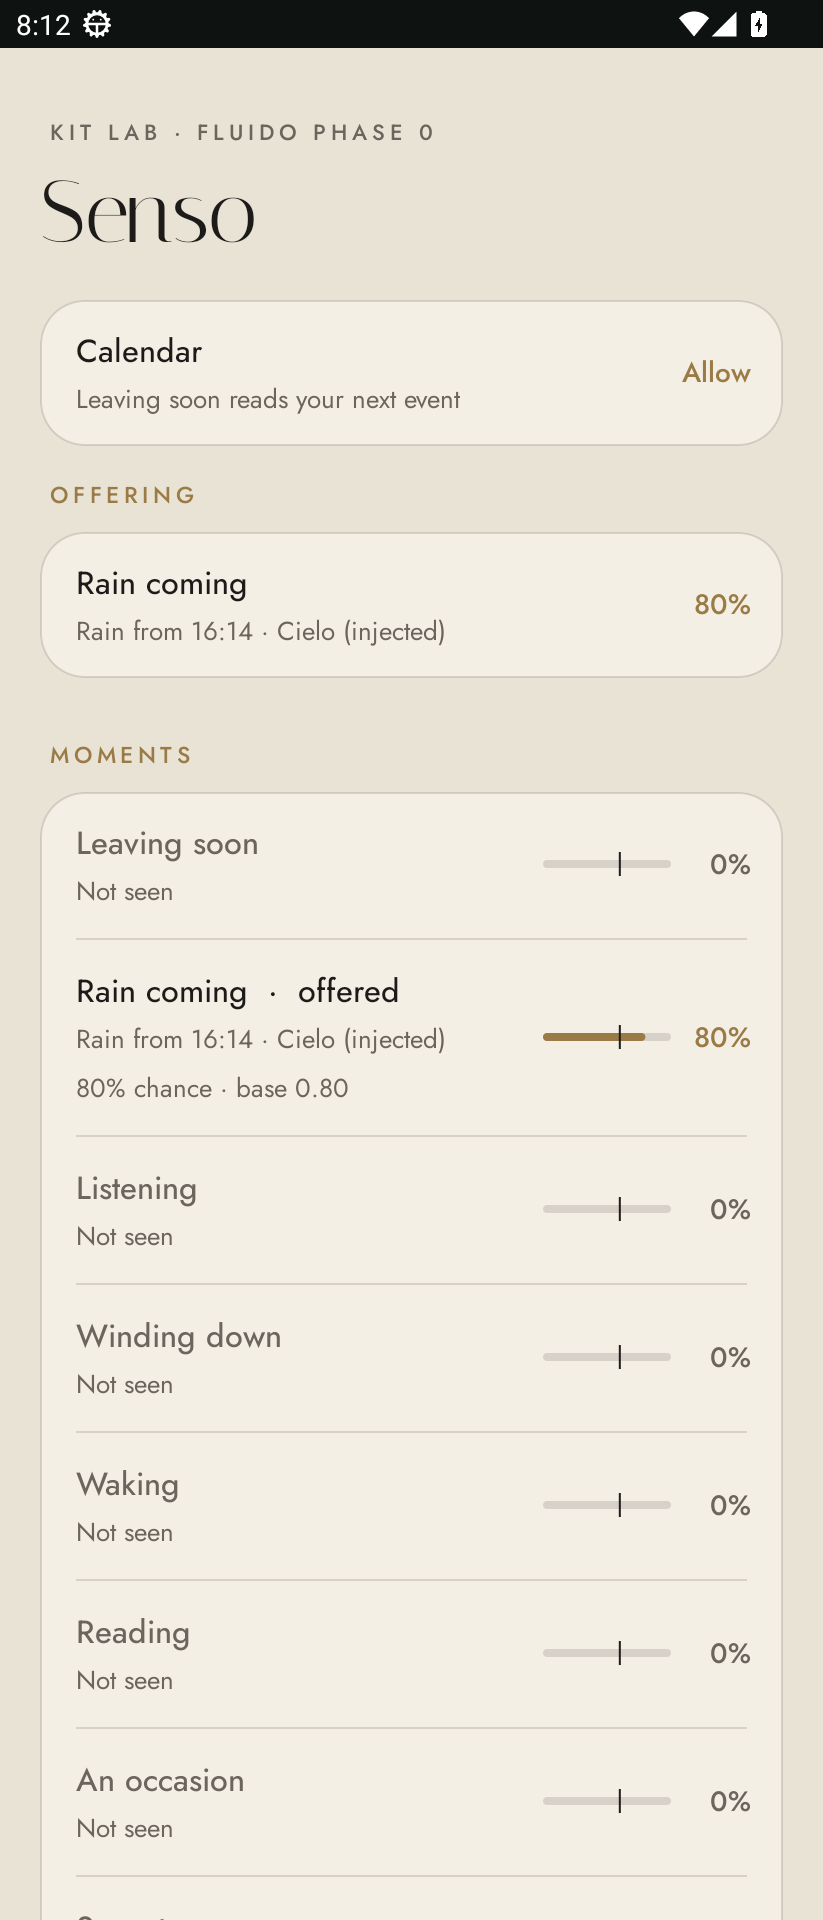 8:12
KIT LAB · FLUIDO PHASE 0
Senso
Calendar
Leaving soon reads your next event
Allow
OFFERING
Rain coming
Rain from 16:14 · Cielo (injected)
80%
MOMENTS
Leaving soon
Not seen
0%
Rain coming · offered
Rain from 16:14 · Cielo (injected)
80% chance · base 0.80
80%
Listening
Not seen
0%
Winding down
Not seen
0%
Waking
Not seen
0%
Reading
Not seen
0%
An occasion
Not seen
0%